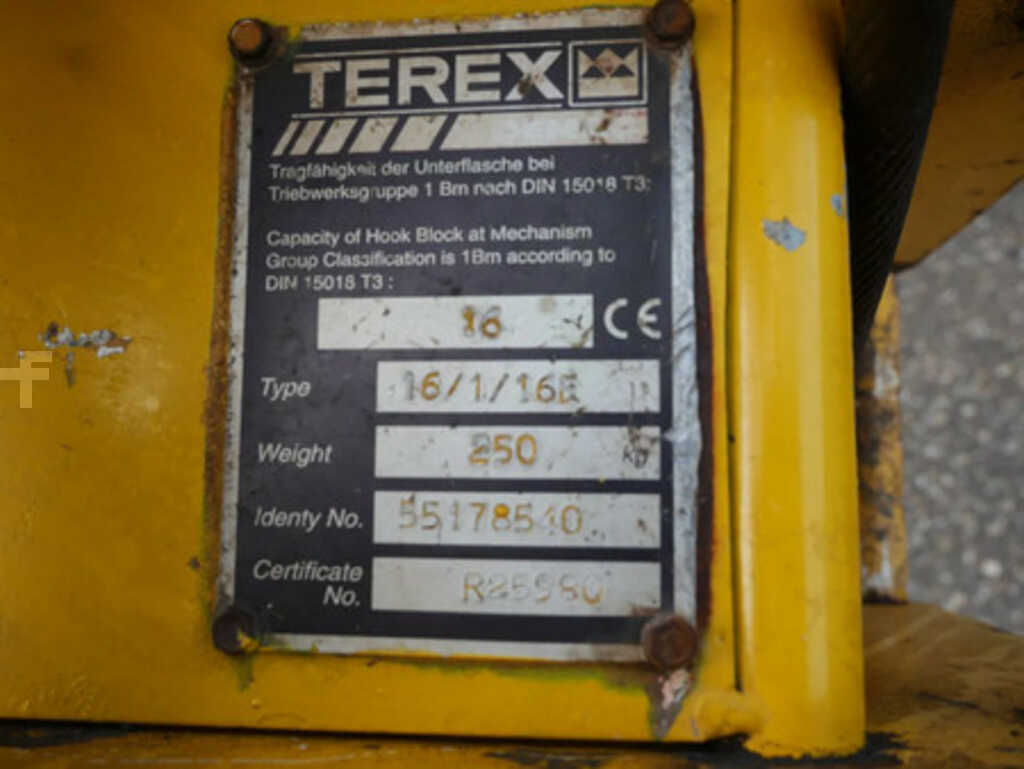 TEREX
Tragfähigkeit der Unterflasche bei
Triebwerksgruppe 1 Bm nach DIN 15018 T3:
Capacity of Hook Block at Mechanism
Group Classification is 1Bm according to
DIN 15018 T3 :
16 CE
Type 16/1/16E
Weight 250 kg
Identy No. 55178540
Certificate
No. R25980